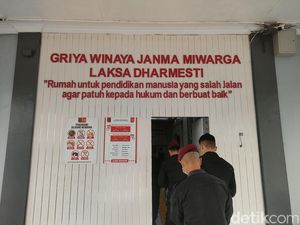 GRIYA WINAYA JANMA MIWARGA
LAKSA DHARMESTI
"Rumah untuk pendidikan manusia yang salah jalan
agar patuh kepada hukum dan berbuat baik"
detikcom